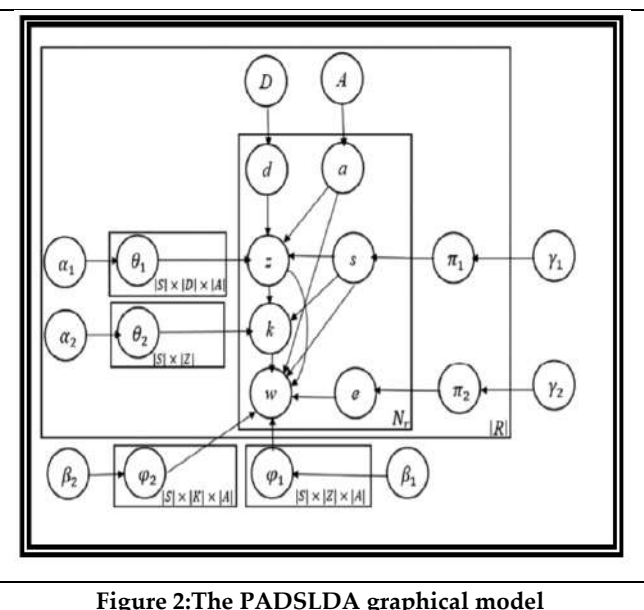 D A
d a
α₁ θ₁ z s π₁ γ₁
|S| × |D| × |A|
α₂ θ₂ k
|S| × |Z|
w e π₂ γ₂
Nᵣ
|R|
β₂ φ₂ φ₁ β₁
|S| × |K| × |A| |S| × |Z| × |A|
Figure 2:The PADSLDA graphical model